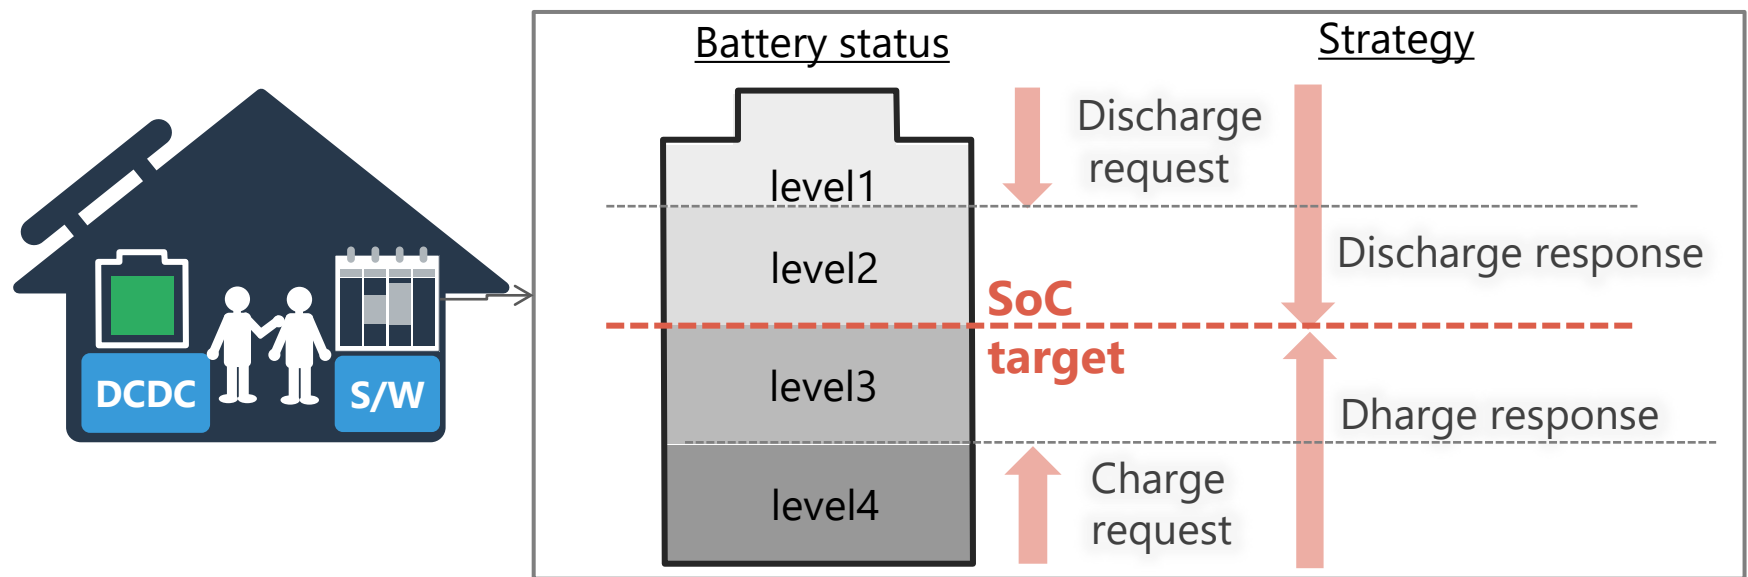 Battery status
Strategy
Discharge
request
level1
level2
Discharge response
SoC
target
level3
Dharge response
DCDC
S/W
Charge
request
level4